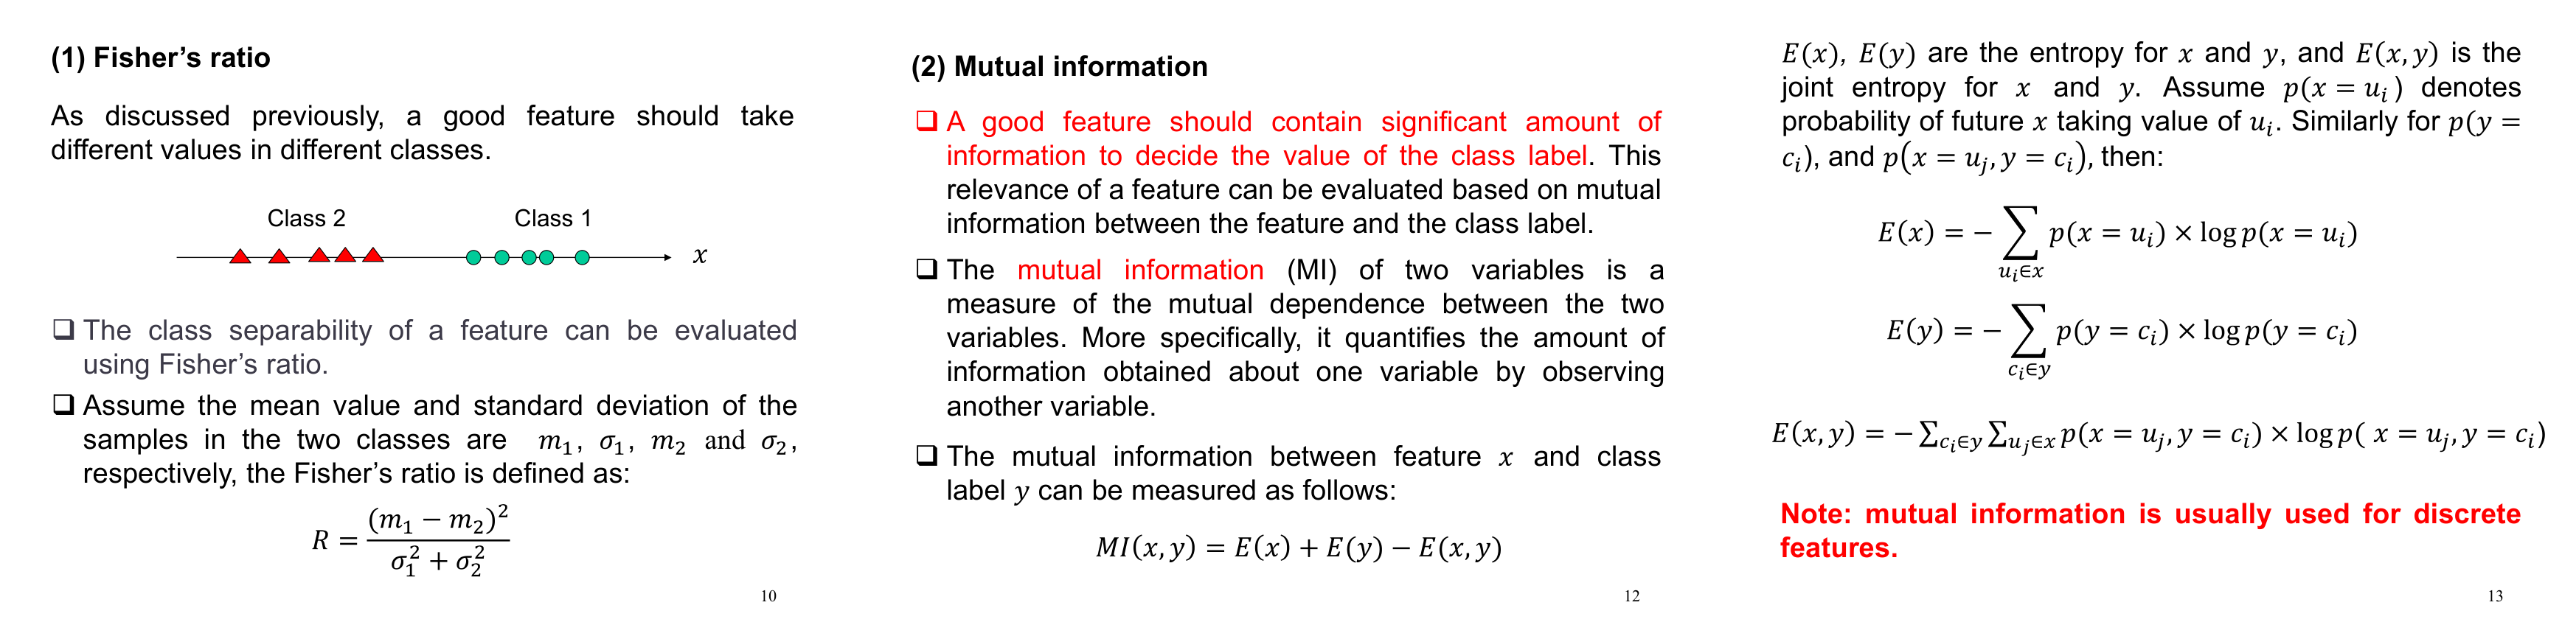 (1) Fisher’s ratio
As discussed previously, a good feature should take
different values in different classes.
Class 2 Class 1
x
❑ The class separability of a feature can be evaluated
using Fisher’s ratio.
❑ Assume the mean value and standard deviation of the
samples in the two classes are m₁, σ₁, m₂ and σ₂,
respectively, the Fisher’s ratio is defined as:
R = (m₁ − m₂)² / (σ₁² + σ₂²)
10
(2) Mutual information
❑ A good feature should contain significant amount of
information to decide the value of the class label. This
relevance of a feature can be evaluated based on mutual
information between the feature and the class label.
❑ The mutual information (MI) of two variables is a
measure of the mutual dependence between the two
variables. More specifically, it quantifies the amount of
information obtained about one variable by observing
another variable.
❑ The mutual information between feature x and class
label y can be measured as follows:
MI(x, y) = E(x) + E(y) − E(x, y)
12
E(x), E(y) are the entropy for x and y, and E(x, y) is the
joint entropy for x and y. Assume p(x = uᵢ) denotes
probability of future x taking value of uᵢ. Similarly for p(y =
cᵢ), and p(x = uⱼ, y = cᵢ), then:
E(x) = − ∑_{uᵢ∈x} p(x = uᵢ) × log p(x = uᵢ)
E(y) = − ∑_{cᵢ∈y} p(y = cᵢ) × log p(y = cᵢ)
E(x, y) = − ∑_{cᵢ∈y} ∑_{uⱼ∈x} p(x = uⱼ, y = cᵢ) × log p( x = uⱼ, y = cᵢ)
Note: mutual information is usually used for discrete
features.
13